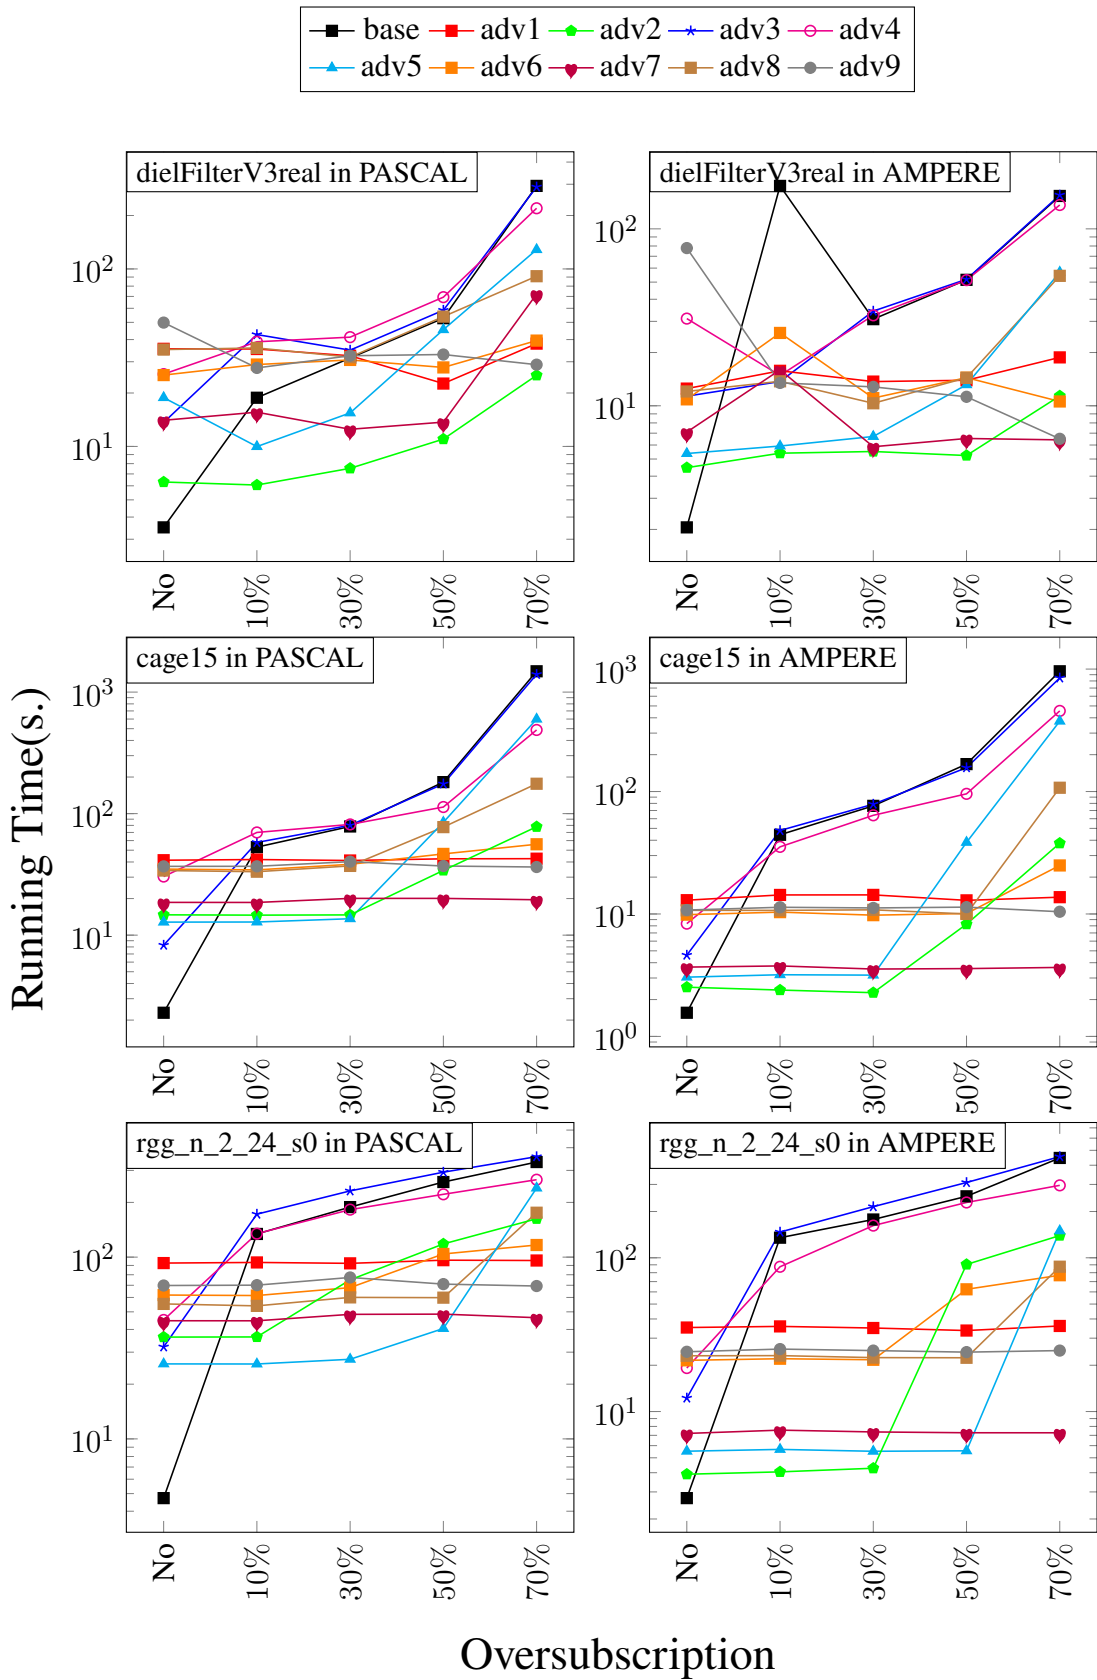 base adv1 adv2 adv3 adv4
adv5 adv6 adv7 adv8 adv9
dielFilterV3real in PASCAL
10^2
10^1
No 10% 30% 50% 70%
dielFilterV3real in AMPERE
10^2
10^1
No 10% 30% 50% 70%
Running Time(s.)
cage15 in PASCAL
10^3
10^2
10^1
No 10% 30% 50% 70%
cage15 in AMPERE
10^3
10^2
10^1
10^0
No 10% 30% 50% 70%
rgg_n_2_24_s0 in PASCAL
10^2
10^1
No 10% 30% 50% 70%
rgg_n_2_24_s0 in AMPERE
10^2
10^1
No 10% 30% 50% 70%
Oversubscription